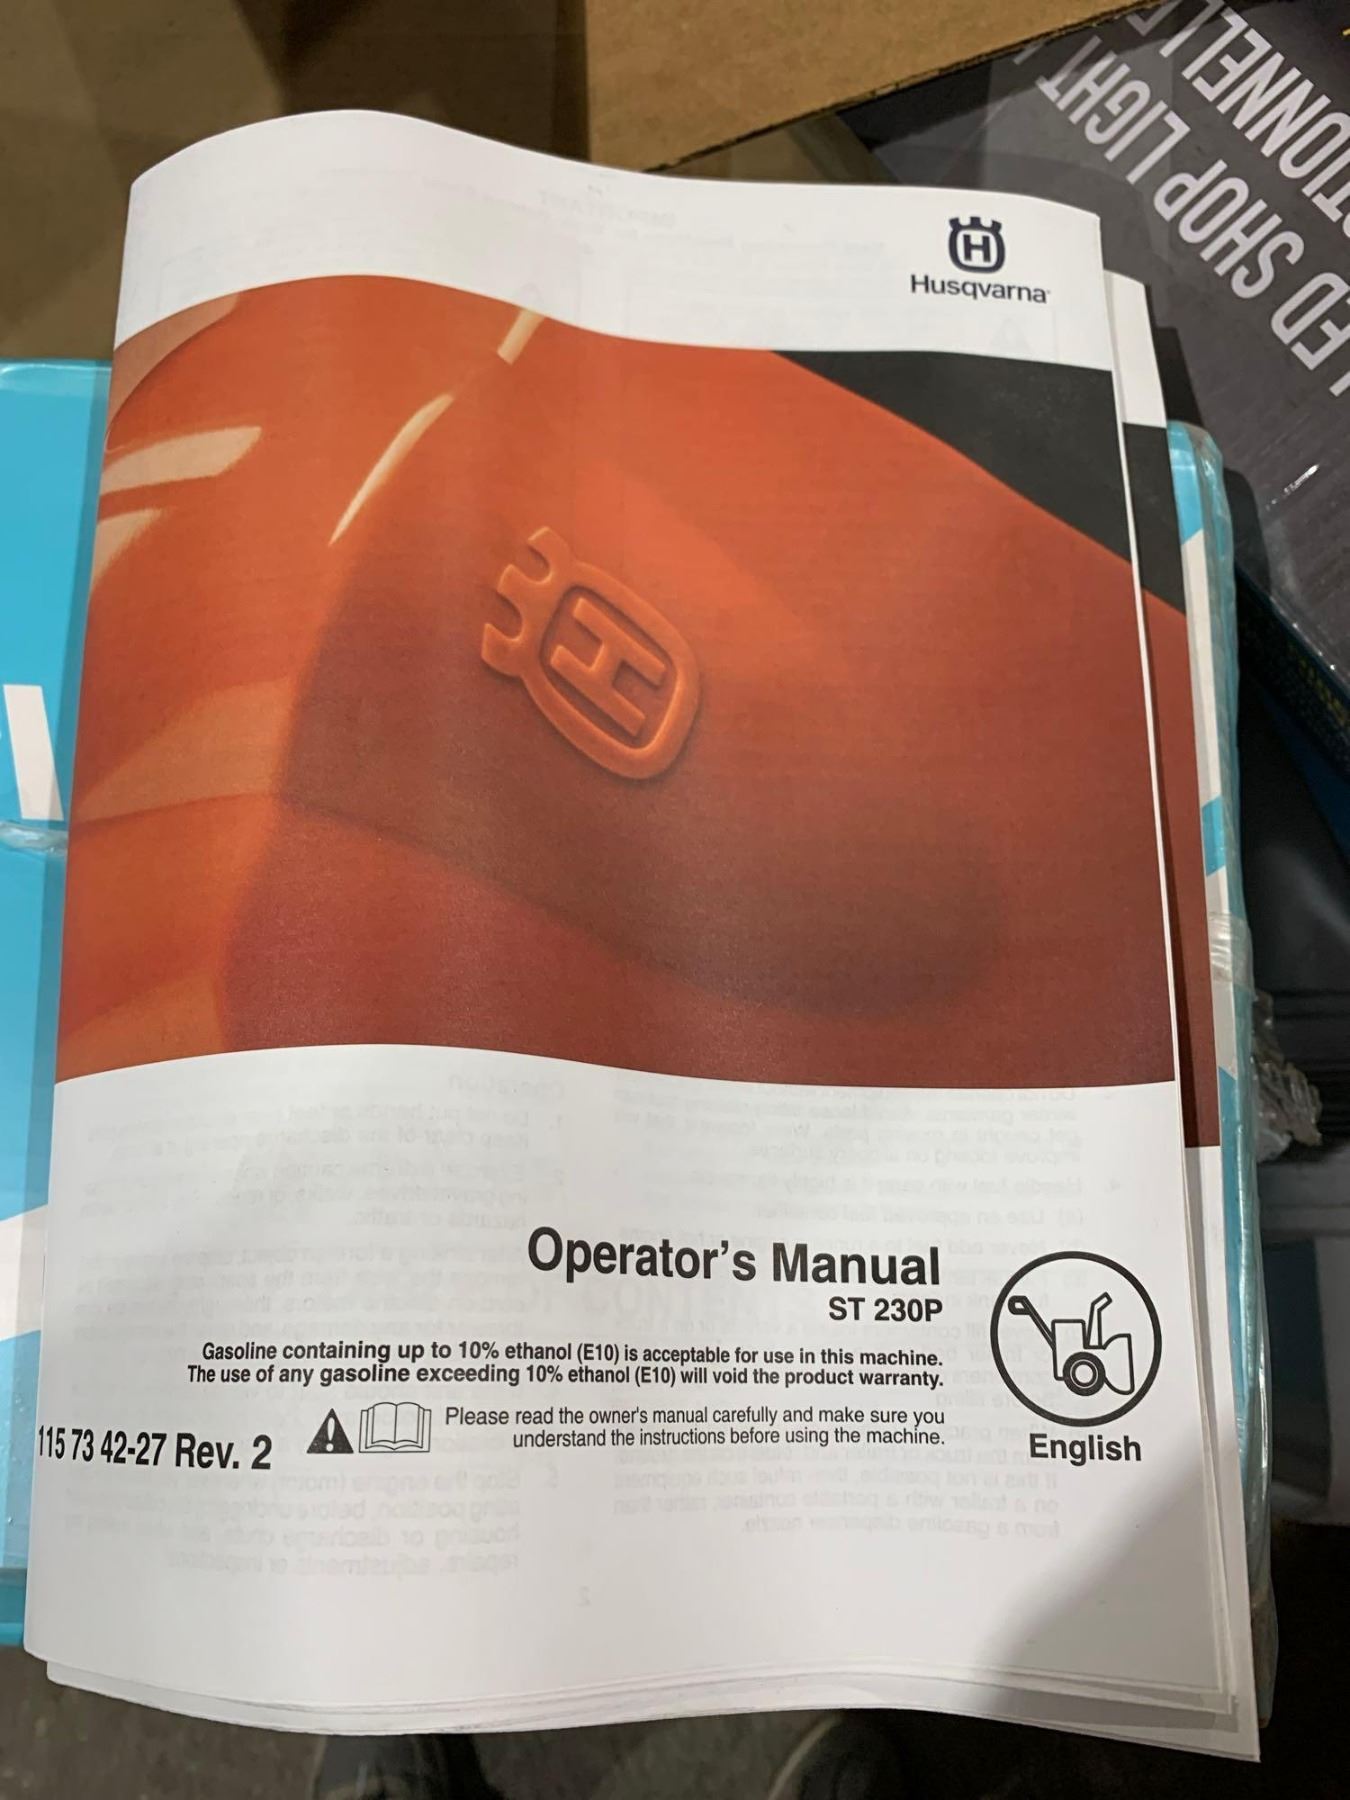 LED SHOP LIGHT
H
Husqvarna
H
Operator's Manual
ST 230P
Gasoline containing up to 10% ethanol (E10) is acceptable for use in this machine.
The use of any gasoline exceeding 10% ethanol (E10) will void the product warranty.
Please read the owner's manual carefully and make sure you
understand the instructions before using the machine.
115 73 42-27 Rev. 2
English